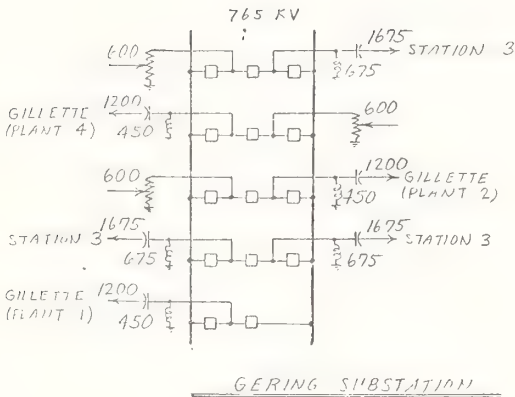 765 KV
600
1675
STATION 3
675
GILLETTE
(PLANT 4)
1200
450
600
600
1200
GILLETTE
(PLANT 2)
450
STATION 3
1675
675
1675
STATION 3
675
GILLETTE
(PLANT 1)
1200
450
GERING SUBSTATION